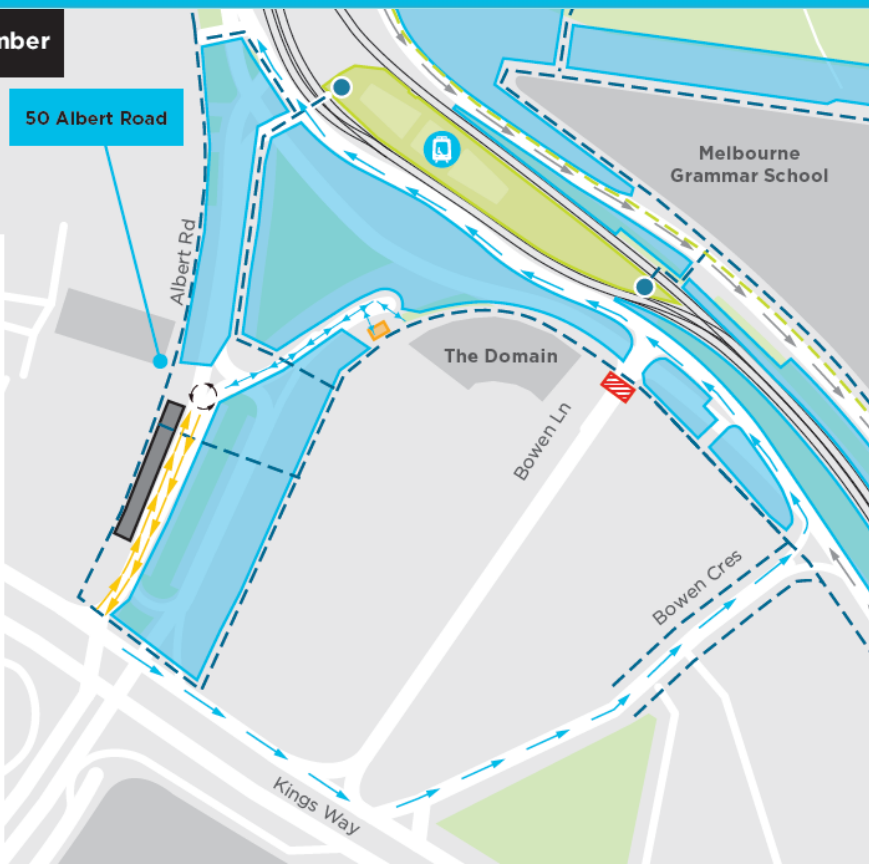 mber
50 Albert Road
Melbourne
Grammar School
Albert Rd
The Domain
Bowen Ln
Bowen Cres
Kings Way